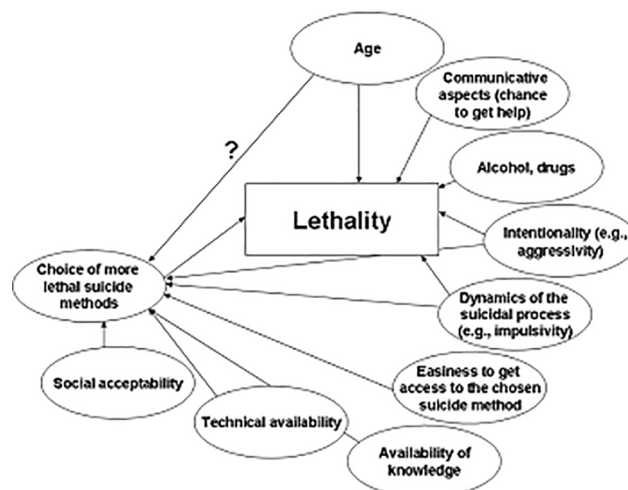 Age
Communicative
aspects (chance
to get help)
?
Alcohol, drugs
Lethality
Intentionality (e.g.,
aggressivity)
Choice of more
lethal suicide
methods
Dynamics of the
suicidal process
(e.g., impulsivity)
Social acceptability
Easiness to get
access to the chosen
suicide method
Technical availability
Availability of
knowledge